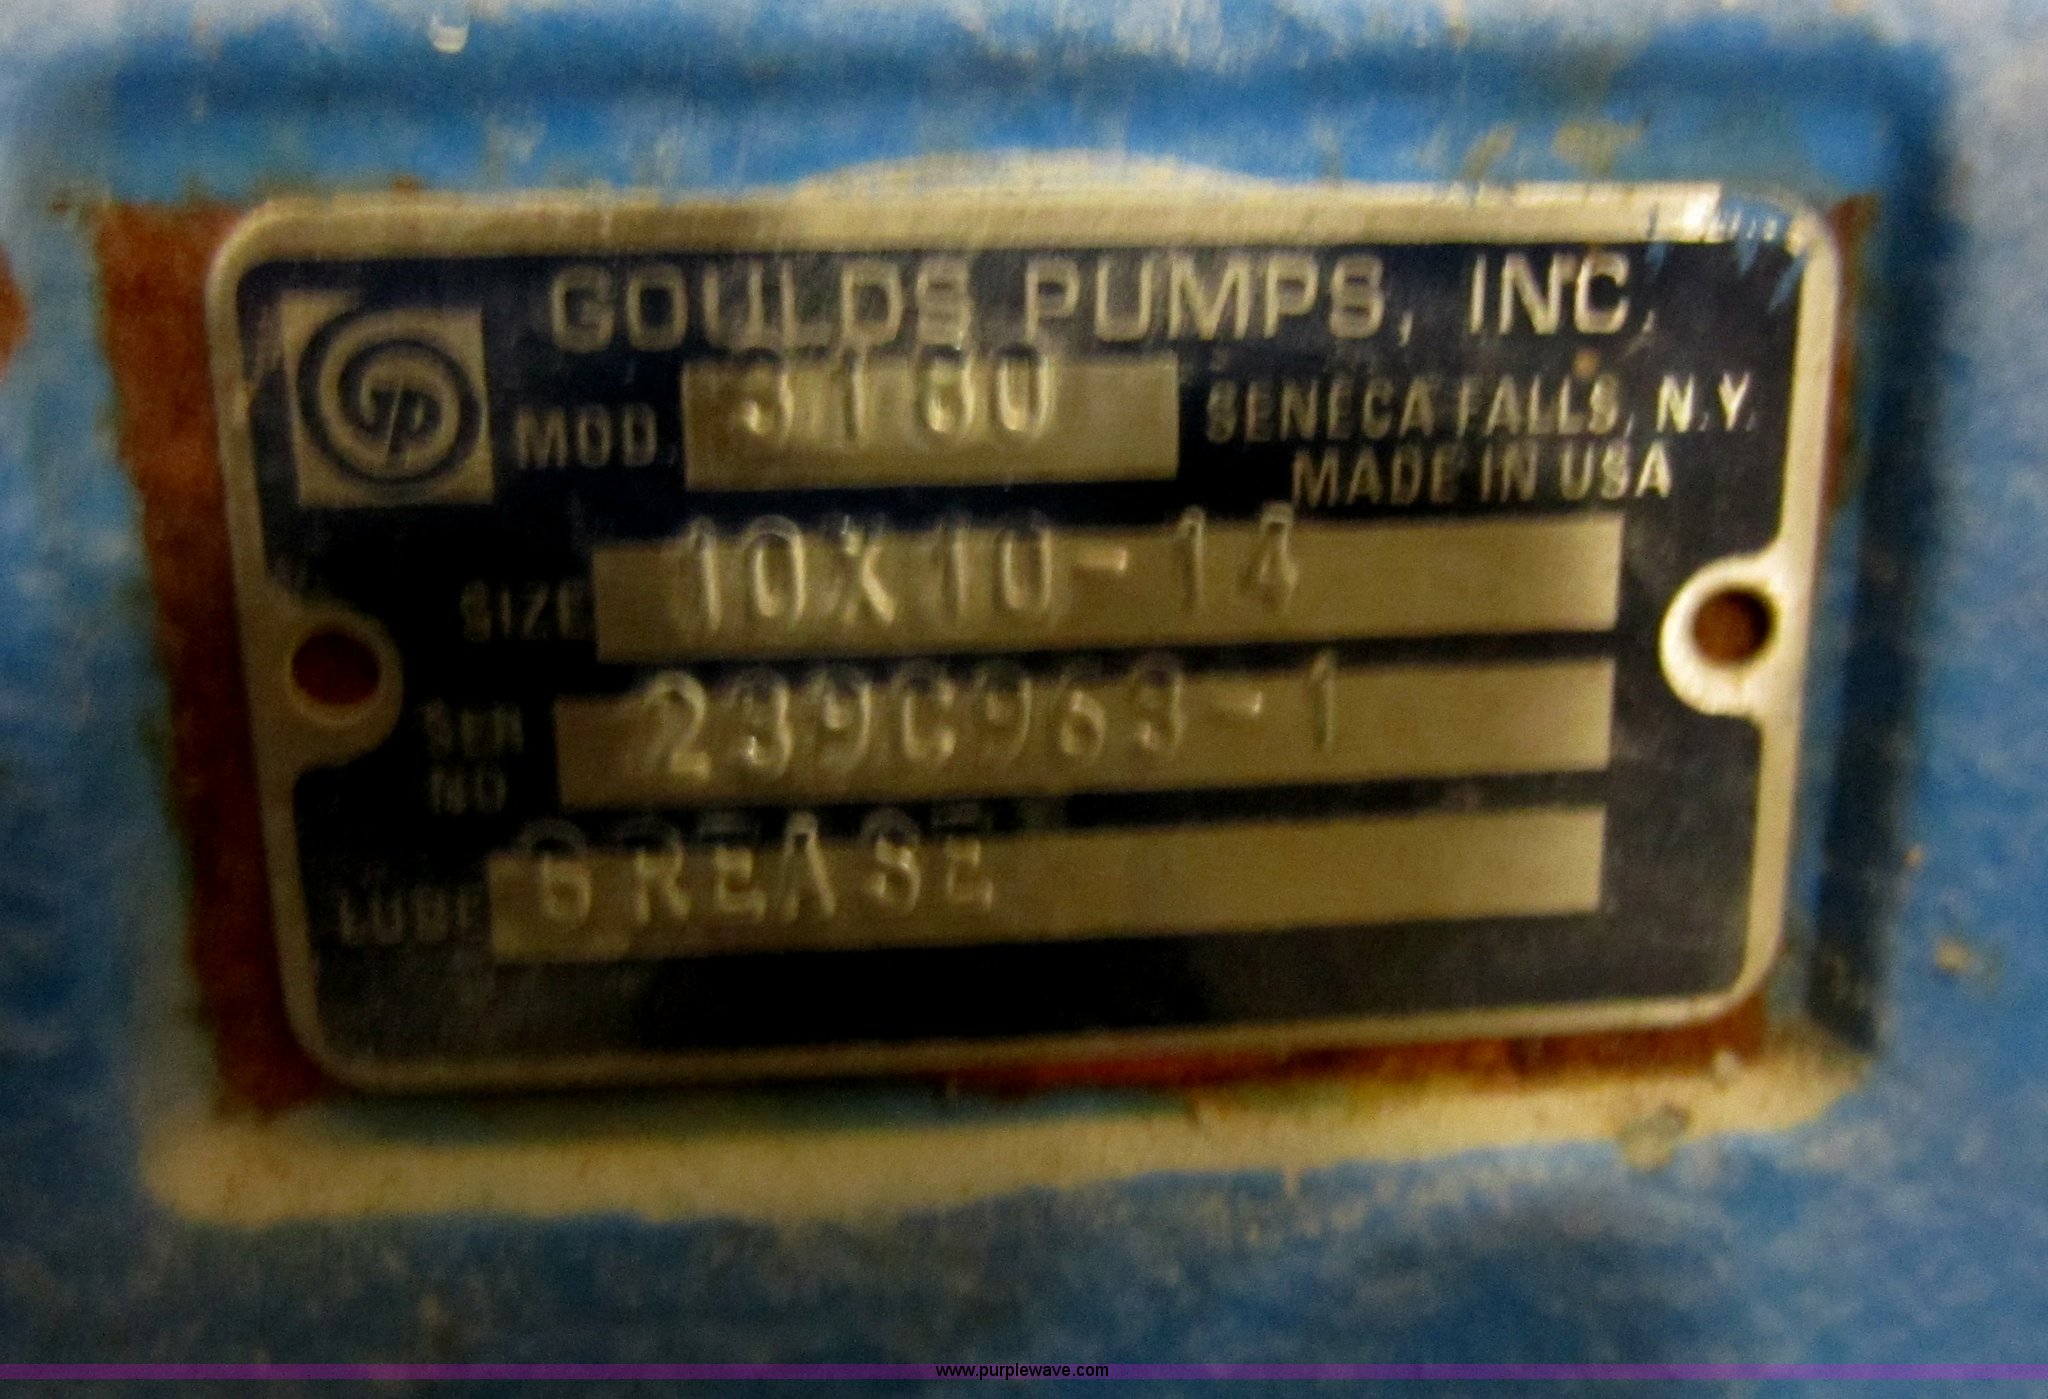 GOULDS PUMPS, INC.
MOD. 3180 SENECA FALLS, N.Y.
MADE IN USA
SIZE 10X10-14
SER NO 239C963-1
LUBE GREASE
www.purplewave.com